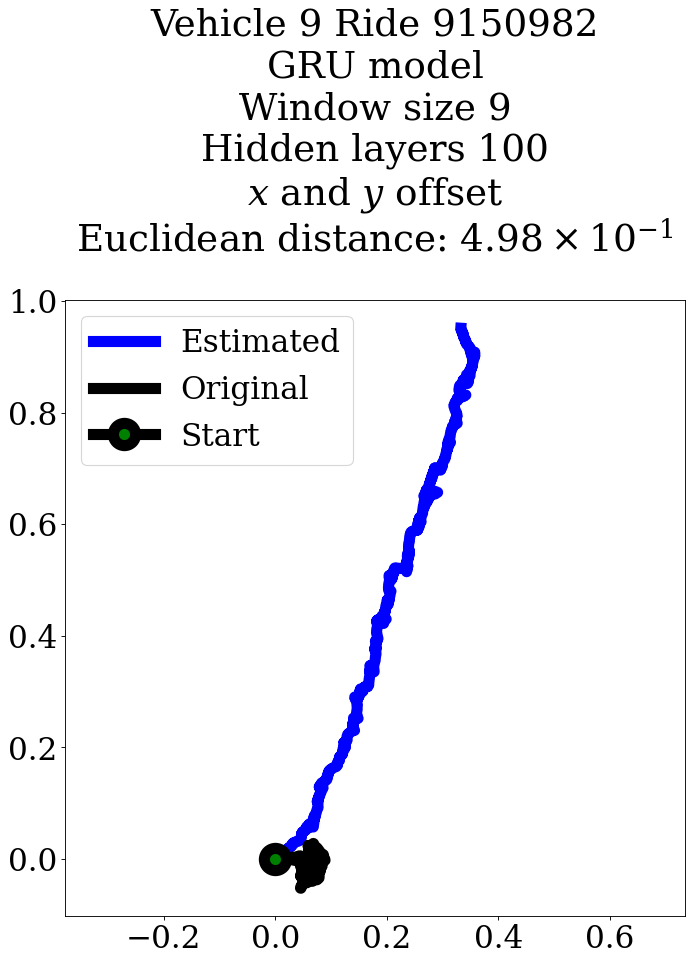 Vehicle 9 Ride 9150982
GRU model
Window size 9
Hidden layers 100
x and y offset
Euclidean distance: 4.98 × 10⁻¹
1.0
0.8
0.6
0.4
0.2
0.0
Estimated
Original
Start
−0.2 0.0 0.2 0.4 0.6